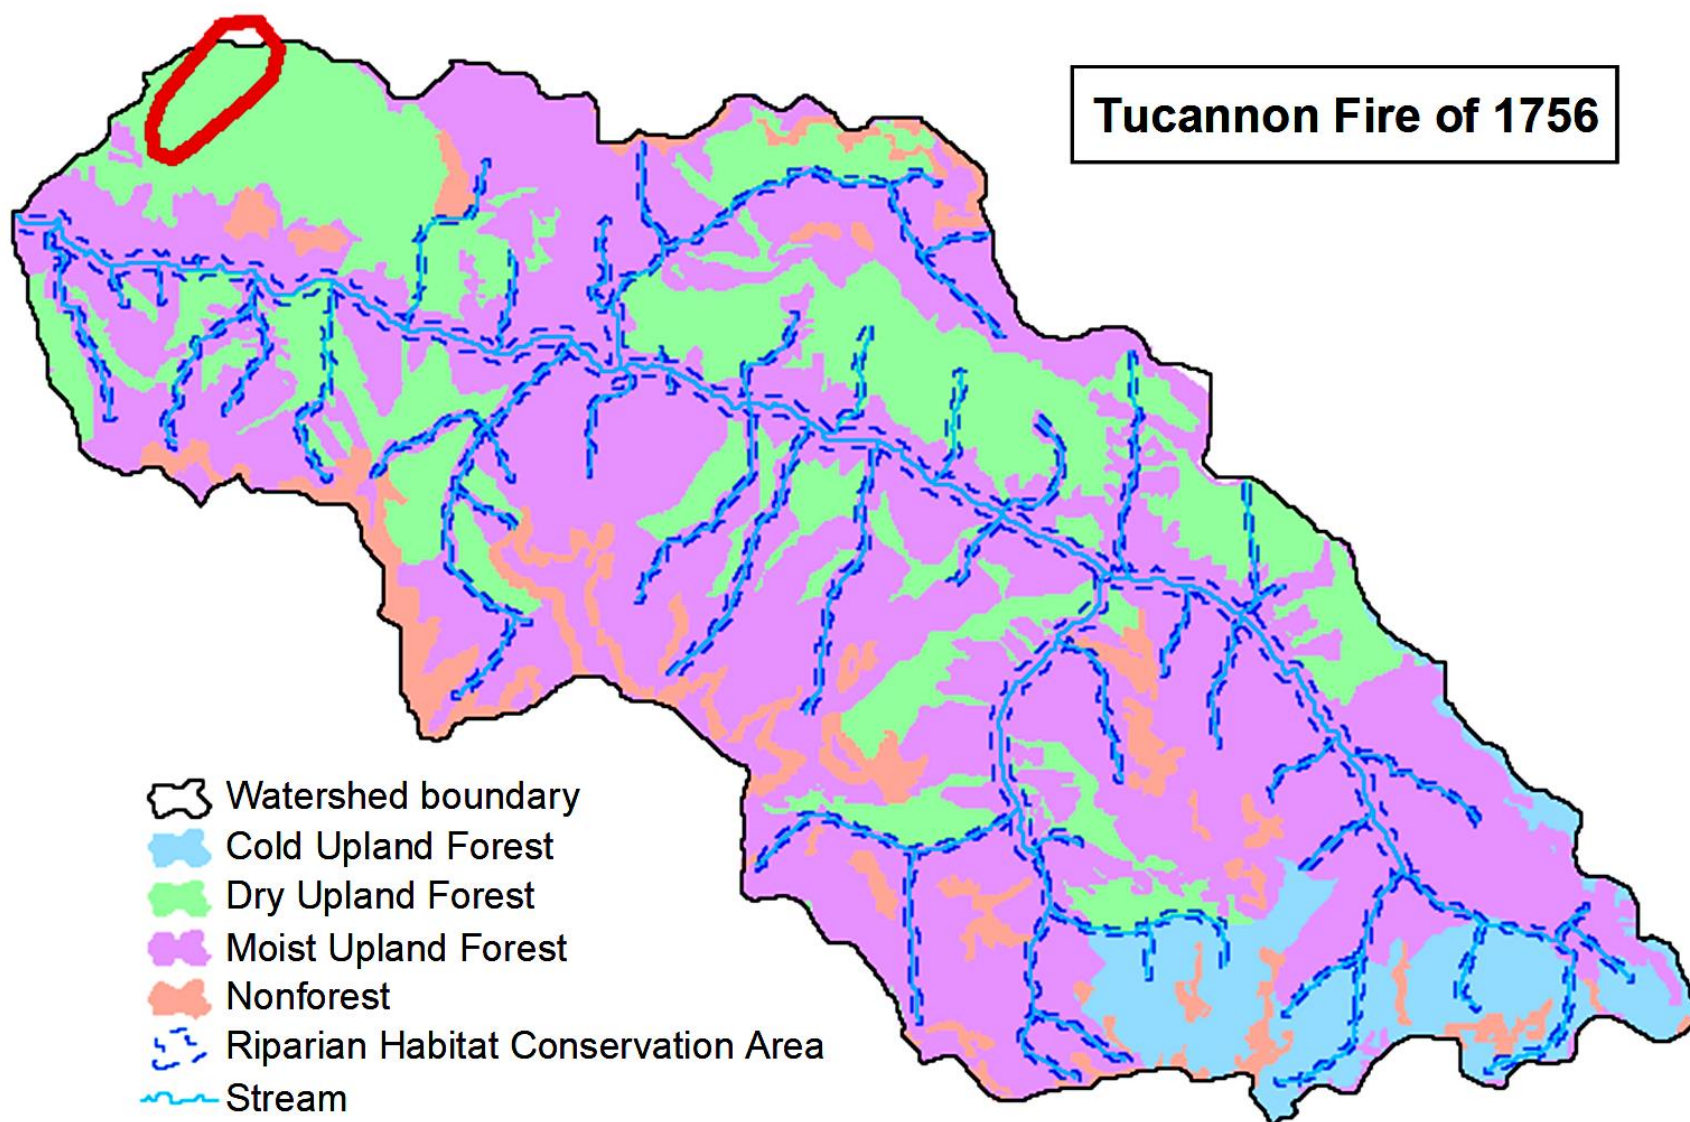 Tucannon Fire of 1756
Watershed boundary
Cold Upland Forest
Dry Upland Forest
Moist Upland Forest
Nonforest
Riparian Habitat Conservation Area
Stream